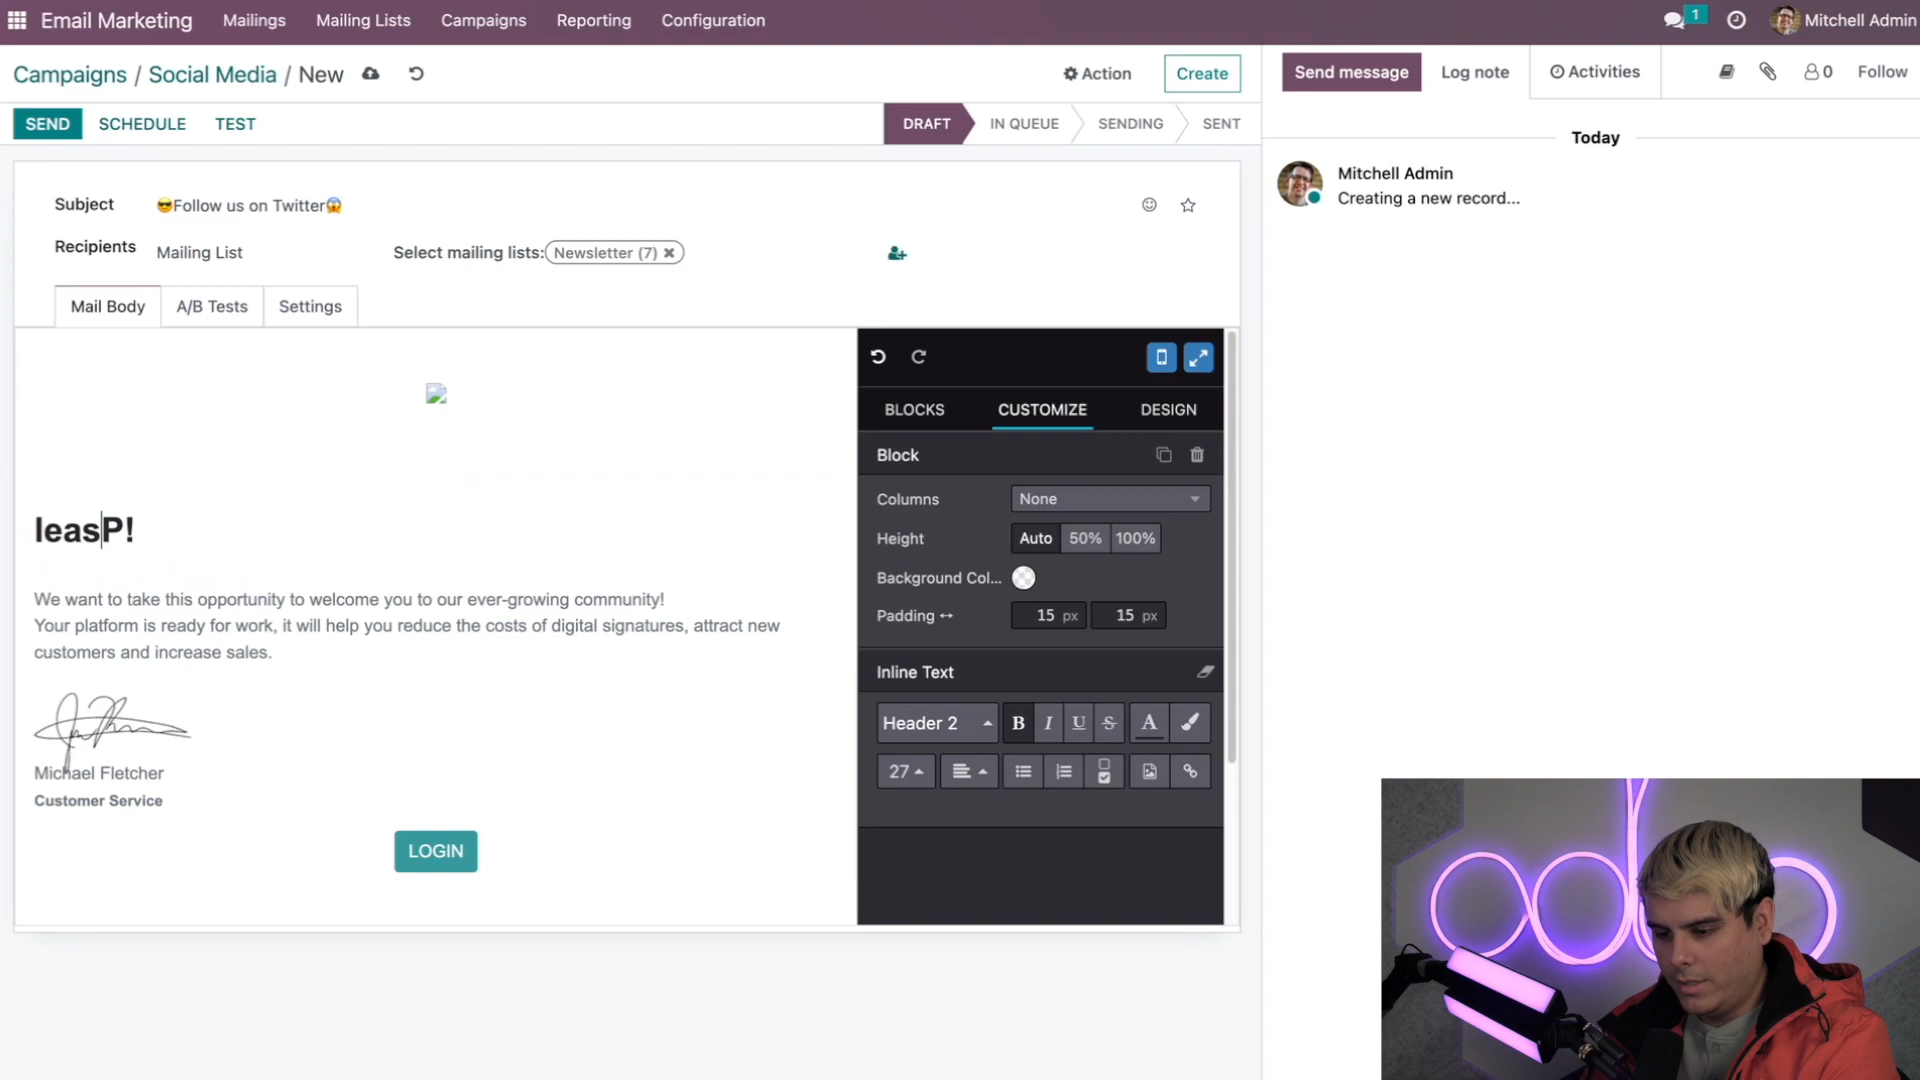 Email Marketing Mailings Mailing Lists Campaigns Reporting Configuration 1 Mitchell Admin
Campaigns / Social Media / New Action Create Send message Log note Activities 0 Follow
SEND SCHEDULE TEST DRAFT IN QUEUE SENDING SENT
Today
Subject 😎Follow us on Twitter😱
Mitchell Admin
Creating a new record...
Recipients Mailing List Select mailing lists: Newsletter (7) ✖
Mail Body A/B Tests Settings
BLOCKS CUSTOMIZE DESIGN
Block
Columns None
Height Auto 50% 100%
Background Col...
Padding ↔ 15 px 15 px
Inline Text
Header 2 B I U S A
27
leasP!
We want to take this opportunity to welcome you to our ever-growing community!
Your platform is ready for work, it will help you reduce the costs of digital signatures, attract new
customers and increase sales.
Michael Fletcher
Customer Service
LOGIN